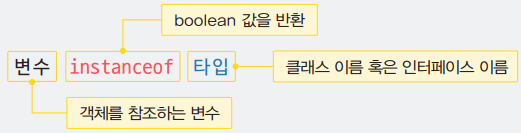 boolean 값을 반환
변수 instanceof 타입
클래스 이름 혹은 인터페이스 이름
객체를 참조하는 변수